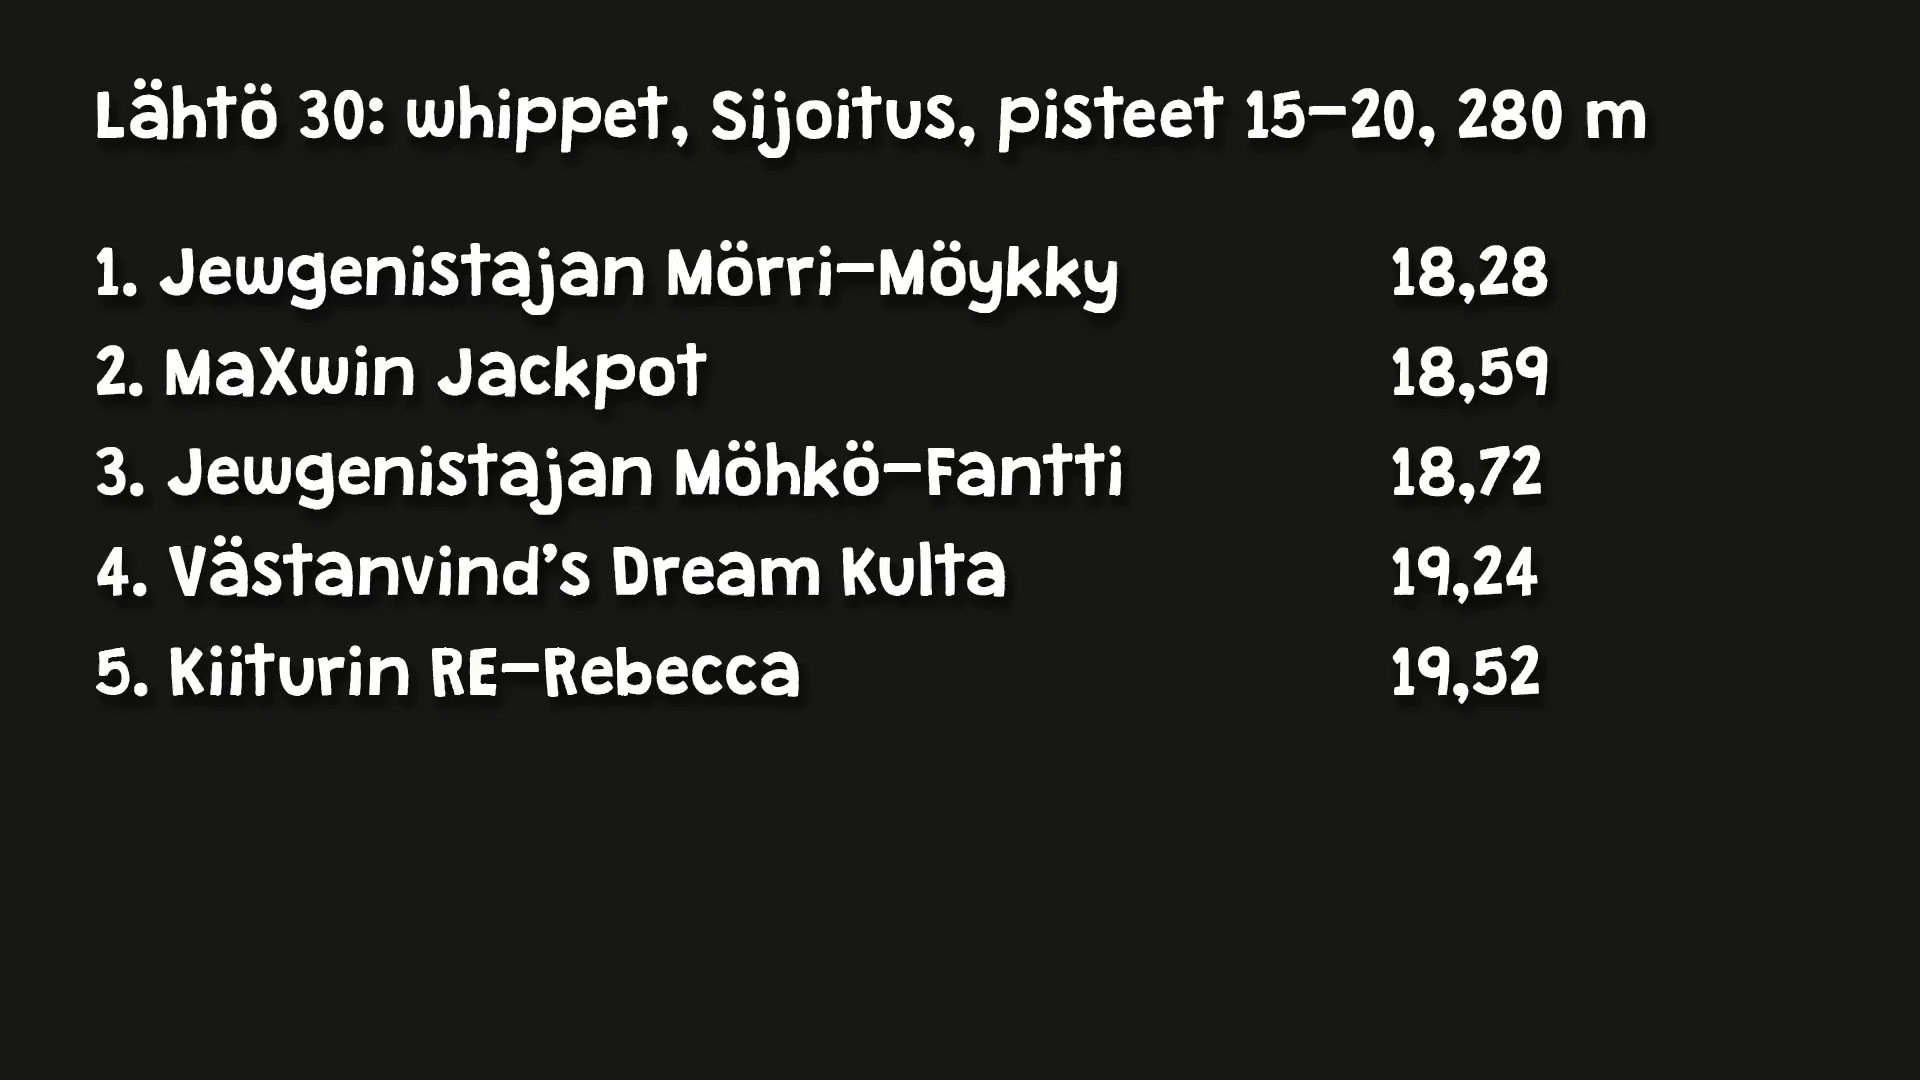 Lähtö 30: whippet, Sijoitus, pisteet 15-20, 280 m
1. Jewgenistajan Mörri-Möykky 18,28
2. MaXwin Jackpot 18,59
3. Jewgenistajan Möhkö-Fantti 18,72
4. Västanvind's Dream Kulta 19,24
5. Kiiturin RE-Rebecca 19,52